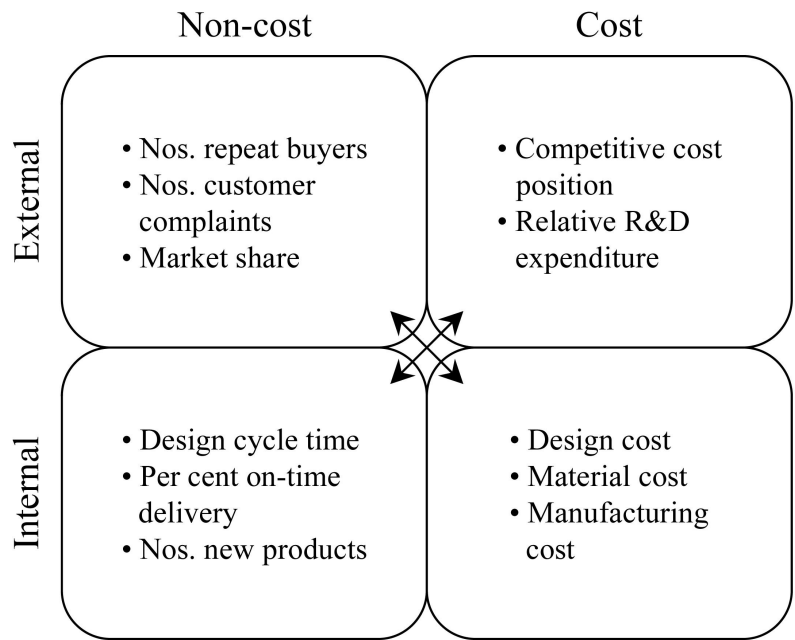 Non-cost
Cost
External
• Nos. repeat buyers
• Nos. customer
complaints
• Market share
• Competitive cost
position
• Relative R&D
expenditure
Internal
• Design cycle time
• Per cent on-time
delivery
• Nos. new products
• Design cost
• Material cost
• Manufacturing
cost